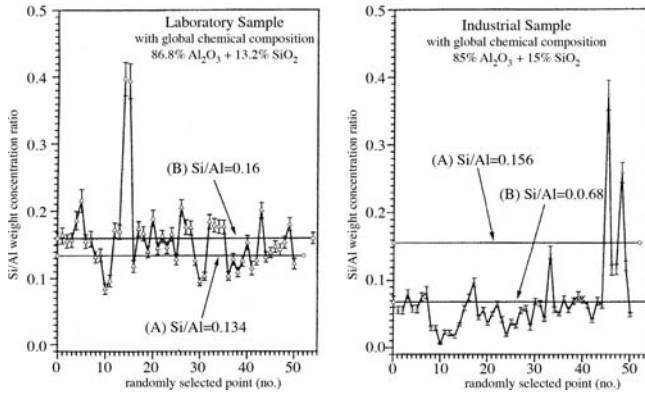 Laboratory Sample
with global chemical composition
86.8% Al₂O₃ + 13.2% SiO₂
(B) Si/Al=0.16
(A) Si/Al=0.134
Si/Al weight concentration ratio
0.5
0.4
0.3
0.2
0.1
0.0
0 10 20 30 40 50
randomly selected point (no.)
Industrial Sample
with global chemical composition
85% Al₂O₃ + 15% SiO₂
(A) Si/Al=0.156
(B) Si/Al=0.0.68
Si/Al weight concentration ratio
0.5
0.4
0.3
0.2
0.1
0.0
0 10 20 30 40 50
randomly selected point (no.)